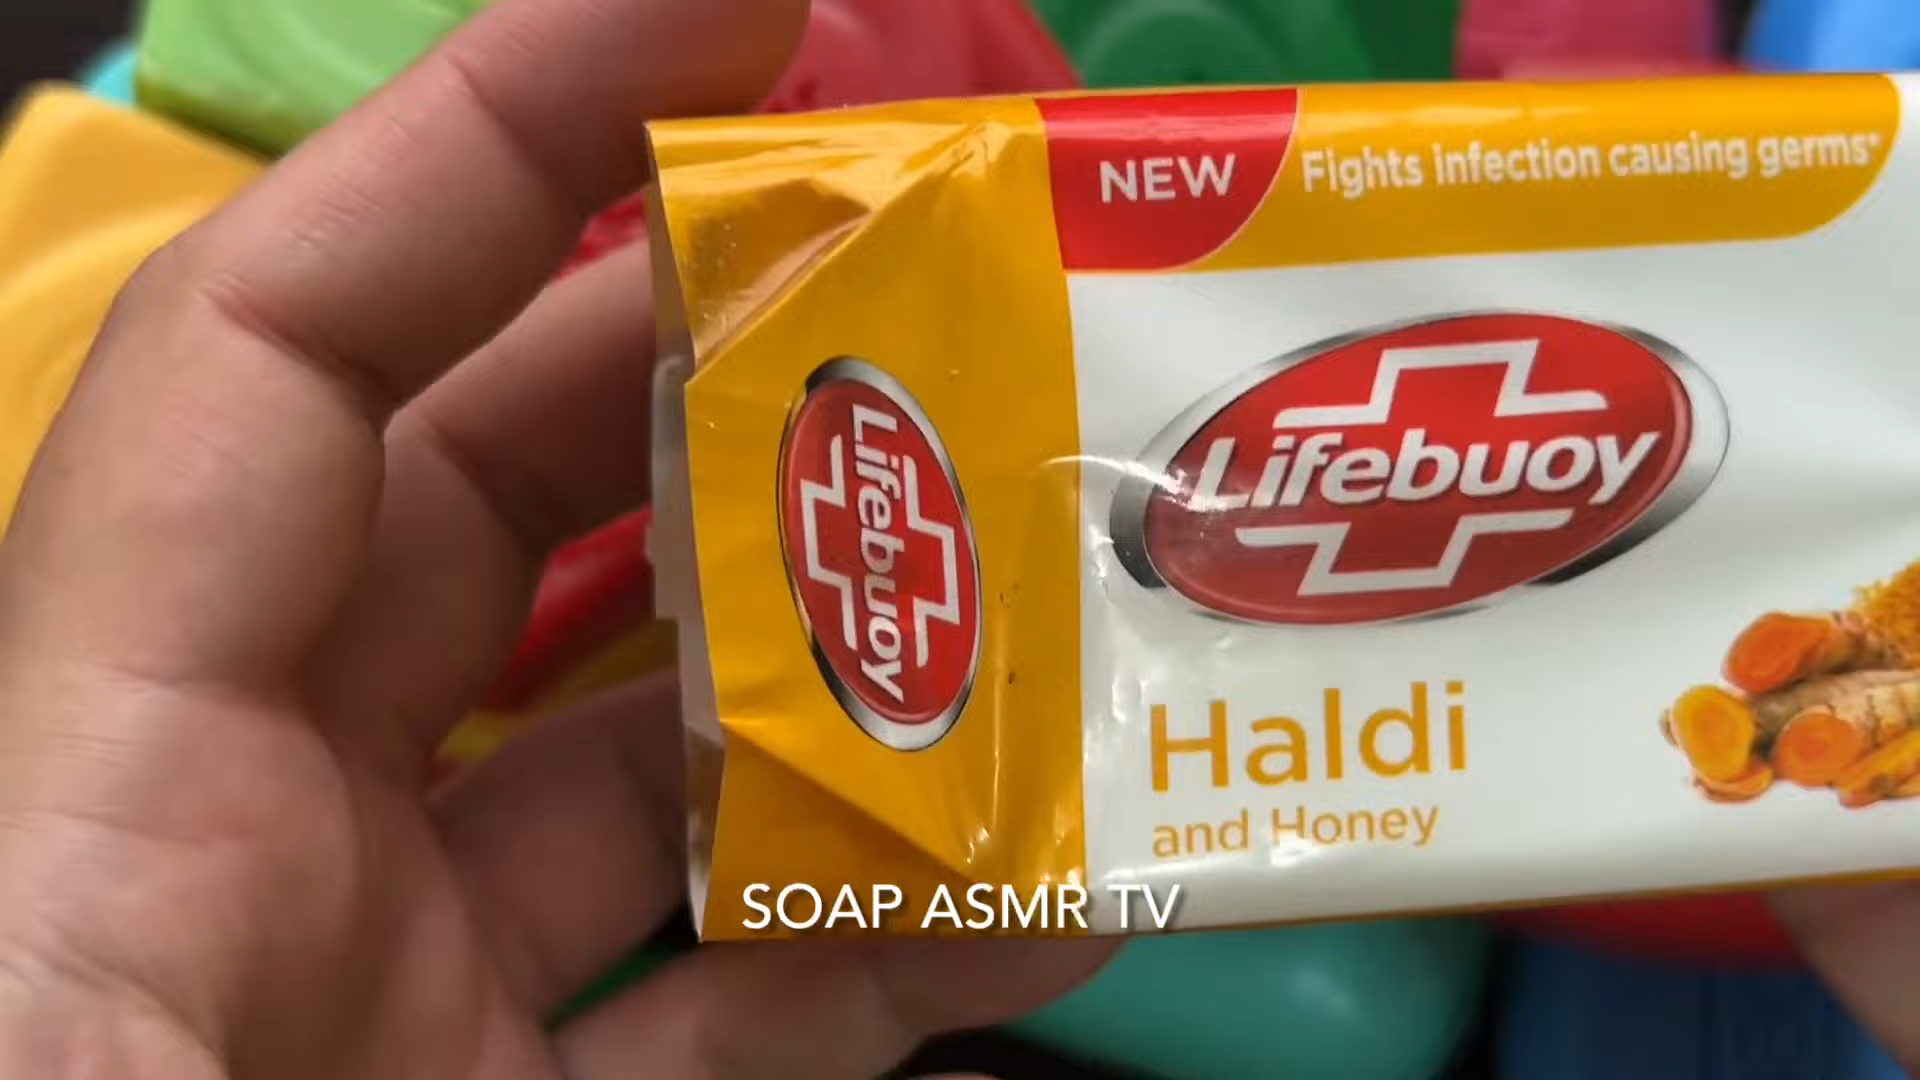 NEW
Fights infection causing germs*
Lifebuoy
Lifebuoy
Haldi
and Honey
SOAP ASMR TV